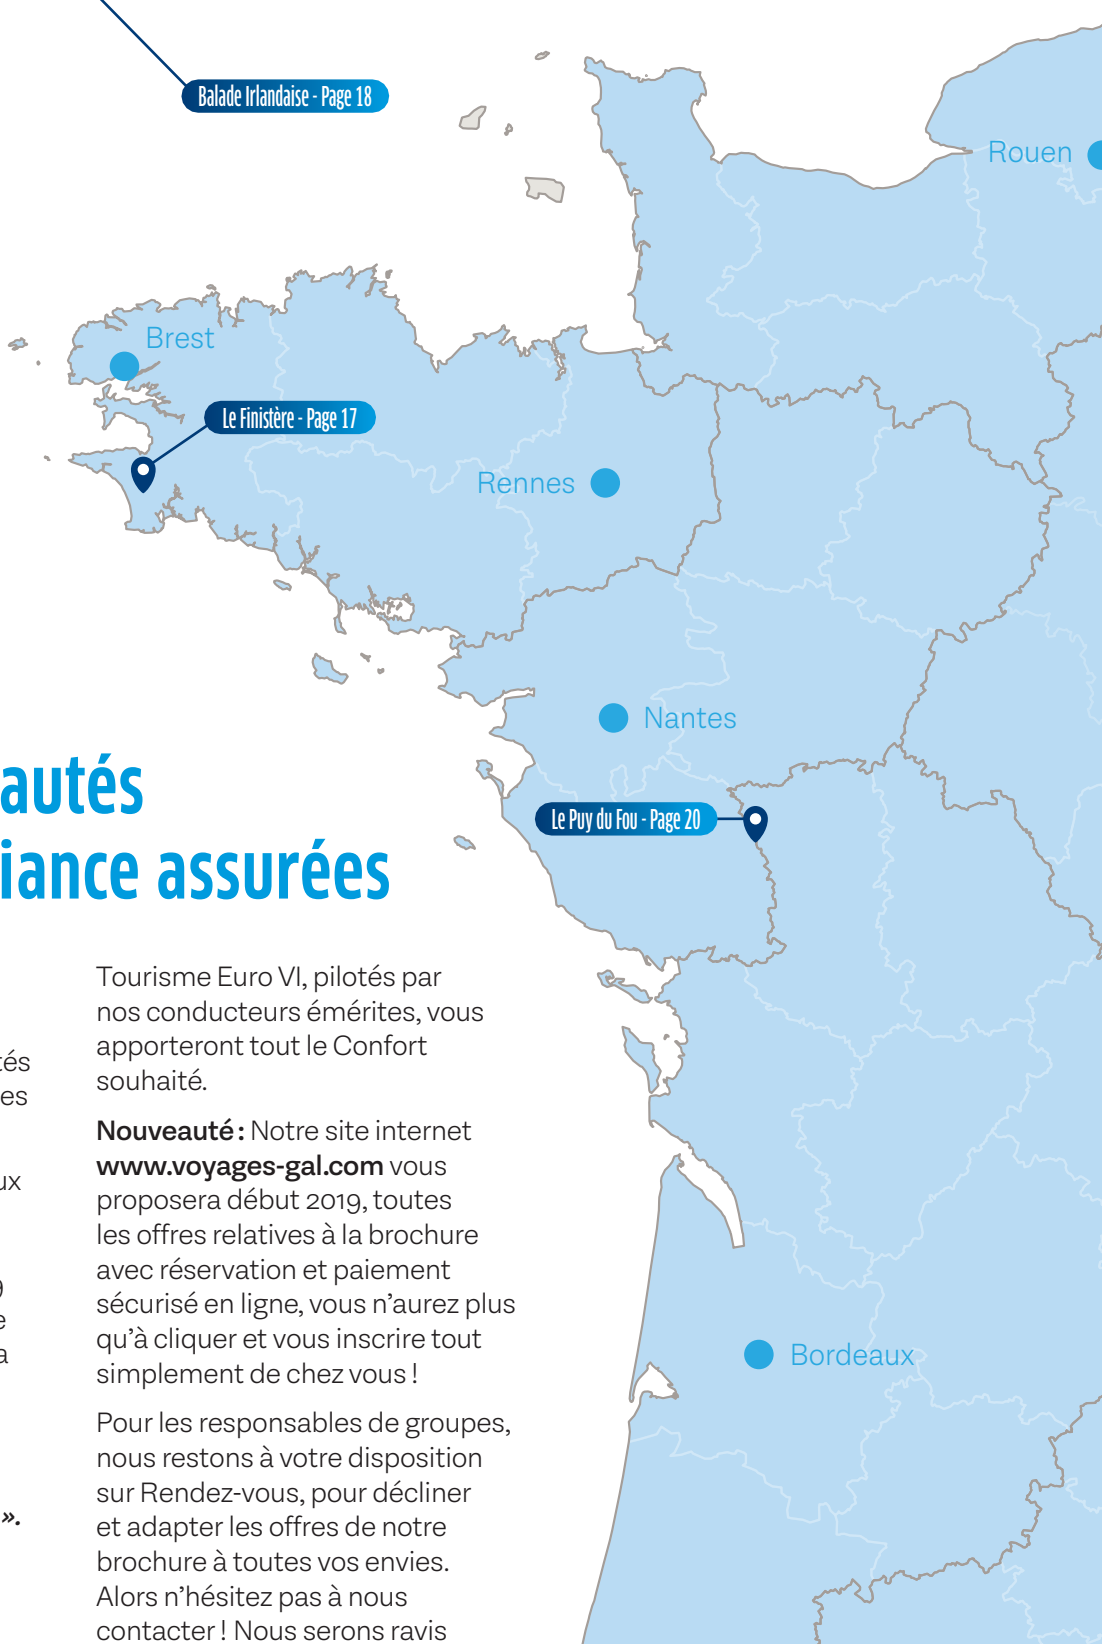 Balade Irlandaise - Page 18
Rouen
Brest
Le Finistère - Page 17
Rennes
Nantes
Le Puy du Fou - Page 20
Bordeaux
autés
iance assurées
tés
es
ux
9
e
a
».
Tourisme Euro VI, pilotés par
nos conducteurs émérites, vous
apporteront tout le Confort
souhaité.
Nouveauté : Notre site internet
www.voyages-gal.com vous
proposera début 2019, toutes
les offres relatives à la brochure
avec réservation et paiement
sécurisé en ligne, vous n’aurez plus
qu’à cliquer et vous inscrire tout
simplement de chez vous !
Pour les responsables de groupes,
nous restons à votre disposition
sur Rendez-vous, pour décliner
et adapter les offres de notre
brochure à toutes vos envies.
Alors n’hésitez pas à nous
contacter ! Nous serons ravis